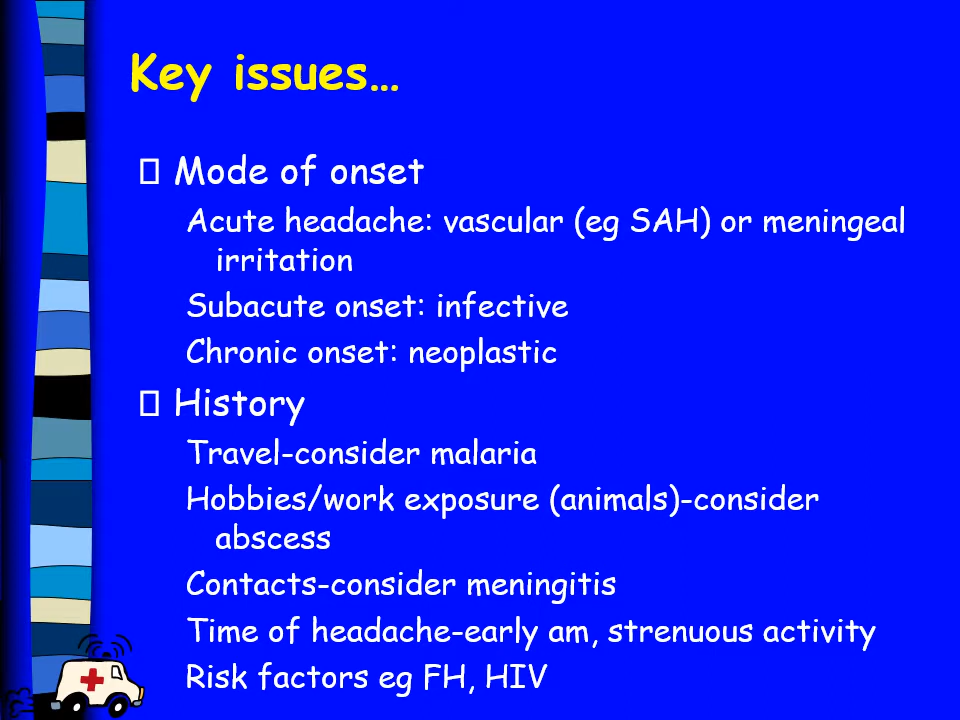 Key issues…
Mode of onset
Acute headache: vascular (eg SAH) or meningeal
irritation
Subacute onset: infective
Chronic onset: neoplastic
History
Travel-consider malaria
Hobbies/work exposure (animals)-consider
abscess
Contacts-consider meningitis
Time of headache-early am, strenuous activity
Risk factors eg FH, HIV